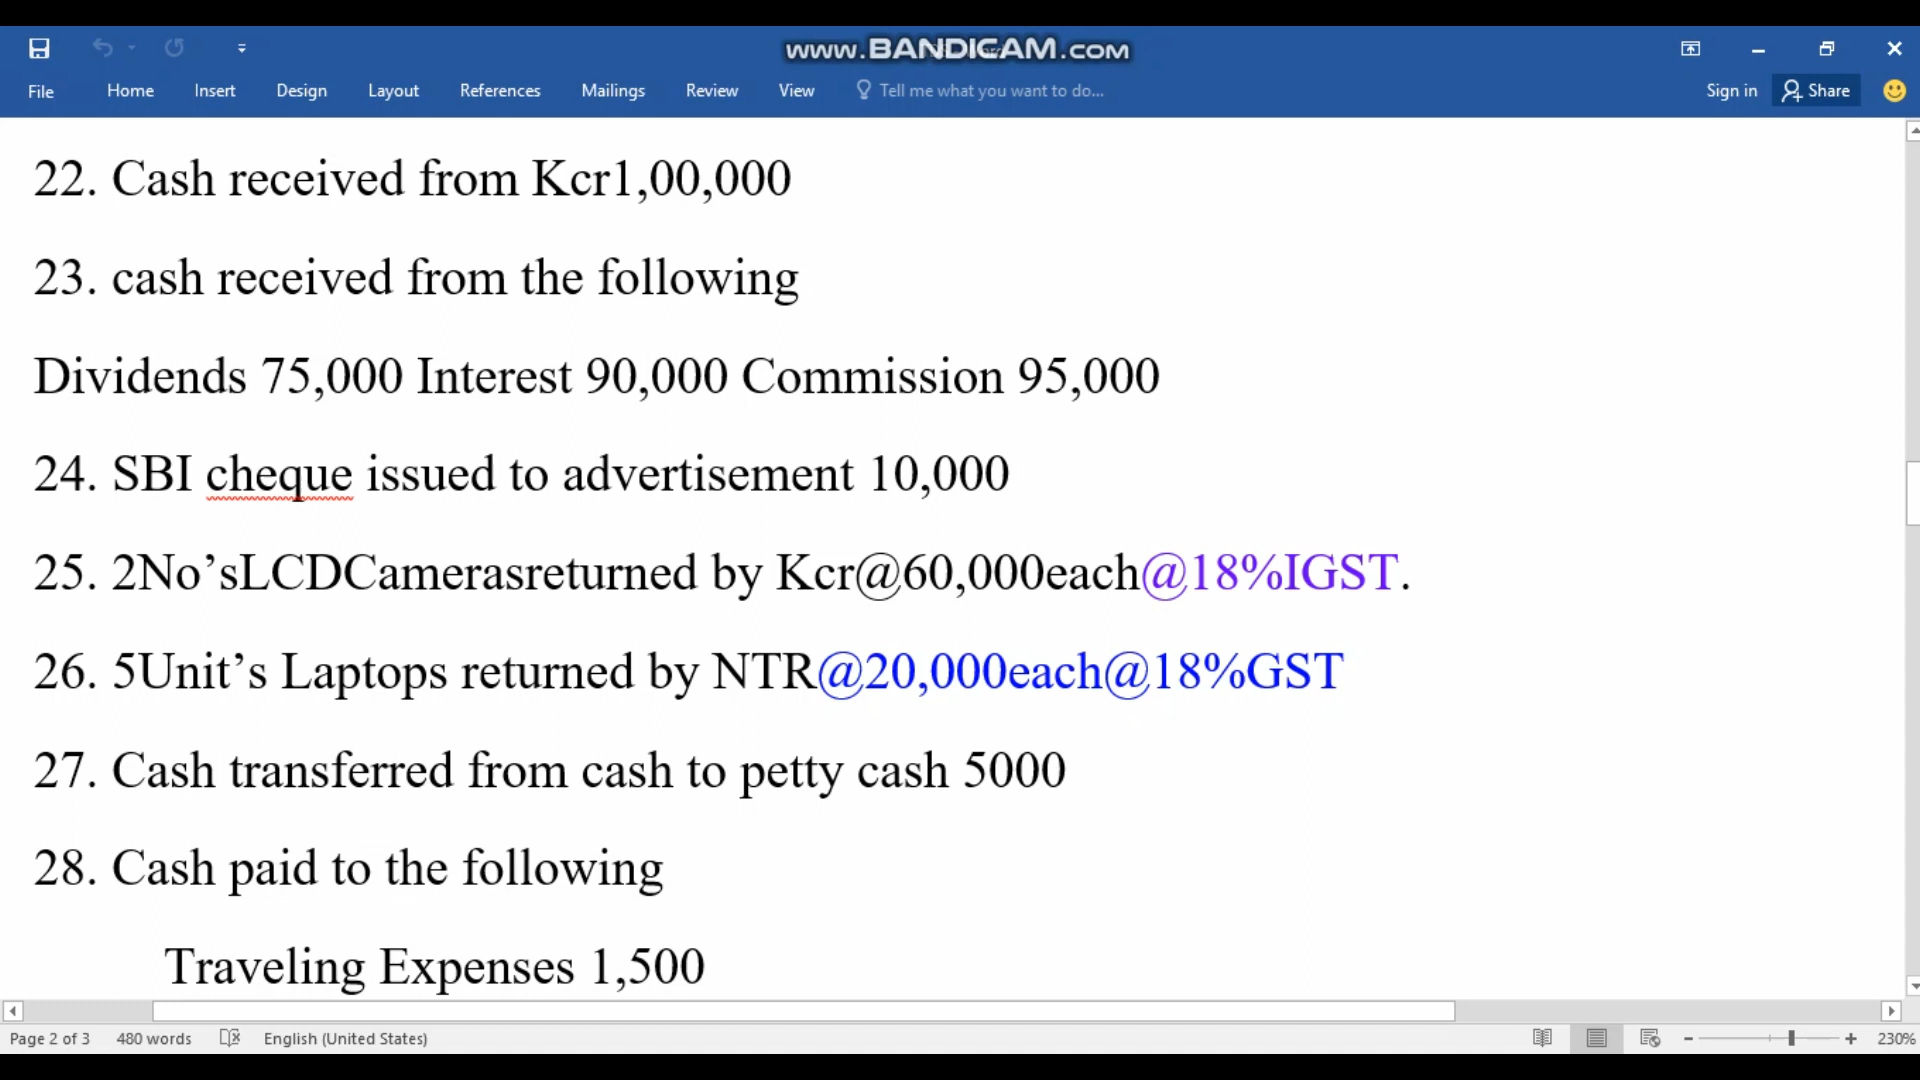 www.BANDICAM.com
File Home Insert Design Layout References Mailings Review View Tell me what you want to do... Sign in Share
22. Cash received from Kcr1,00,000
23. cash received from the following
Dividends 75,000 Interest 90,000 Commission 95,000
24. SBI cheque issued to advertisement 10,000
25. 2No’sLCDCamerasreturned by Kcr@60,000each@18%IGST.
26. 5Unit’s Laptops returned by NTR@20,000each@18%GST
27. Cash transferred from cash to petty cash 5000
28. Cash paid to the following
Traveling Expenses 1,500
Page 2 of 3 480 words English (United States) 230%